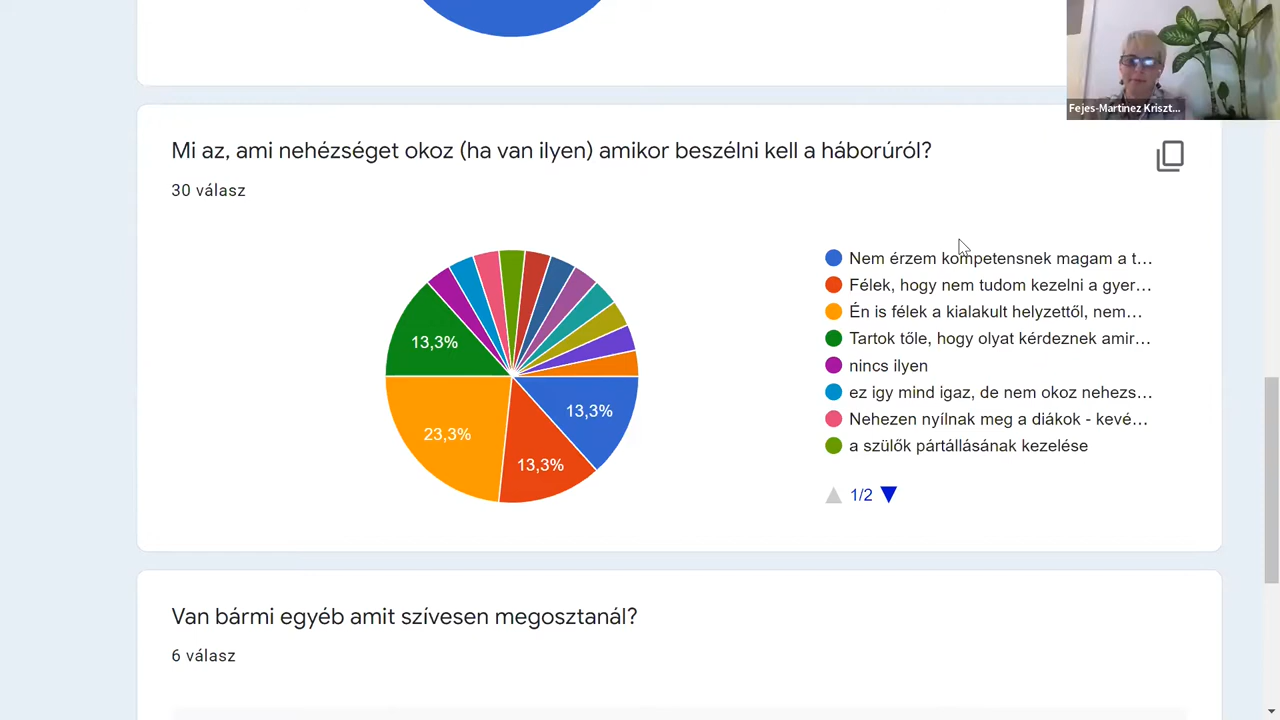 Fejes-Martinez Kriszt...
Mi az, ami nehézséget okoz (ha van ilyen) amikor beszélni kell a háborúról?
30 válasz
13,3%
23,3%
13,3%
13,3%
Nem érzem kompetensnek magam a t...
Félek, hogy nem tudom kezelni a gyer...
Én is félek a kialakult helyzettől, nem...
Tartok tőle, hogy olyat kérdeznek amir...
nincs ilyen
ez igy mind igaz, de nem okoz nehezs...
Nehezen nyílnak meg a diákok - kevé...
a szülők pártállásának kezelése
1/2
Van bármi egyéb amit szívesen megosztanál?
6 válasz